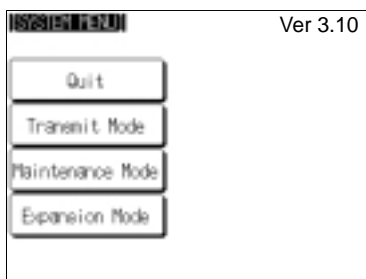 SYSTEM MENU
Ver 3.10
Quit
Transmit Mode
Maintenance Mode
Expansion Mode